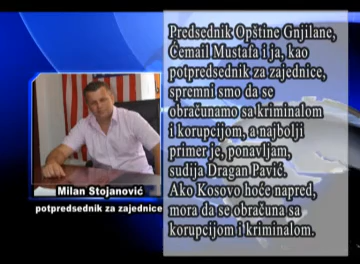 Predsednik Opštine Gnjilane,
Ćemail Mustafa i ja, kao
potpredsednik za zajednice,
spremni smo da se
obračunamo sa kriminalom
i korupcijom, a najbolji
primer je, ponavljam,
sudija Dragan Pavić.
Ako Kosovo hoće napred,
mora da se obračuna sa
korupcijom i kriminalom.
Milan Stojanović
potpredsednik za zajednice